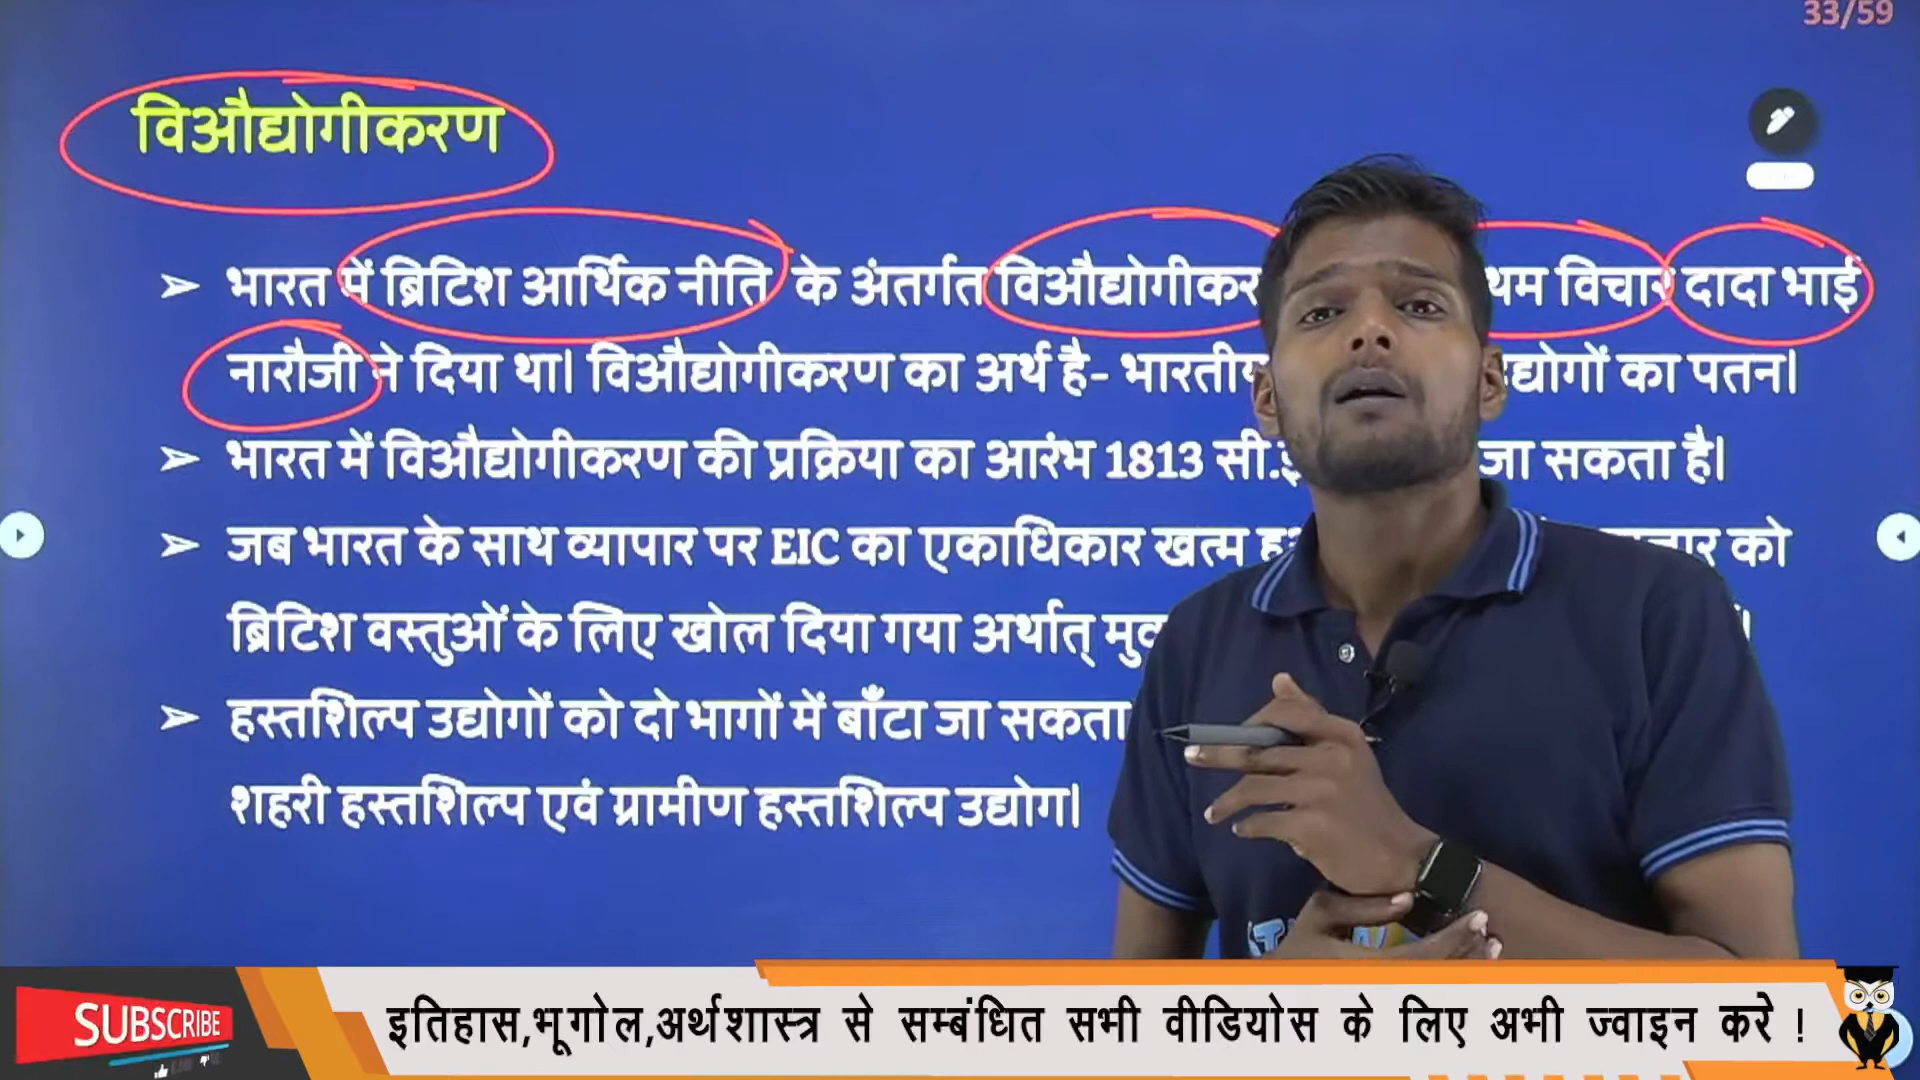 33/59
विऔद्योगीकरण
➢ भारत में ब्रिटिश आर्थिक नीति के अंतर्गत विऔद्योगीकर थम विचार दादा भाई
नारौजी ने दिया था। विऔद्योगीकरण का अर्थ है- भारतीय द्योगों का पतन।
➢ भारत में विऔद्योगीकरण की प्रक्रिया का आरंभ 1813 सी.इ जा सकता है।
➢ जब भारत के साथ व्यापार पर EIC का एकाधिकार खत्म को
ब्रिटिश वस्तुओं के लिए खोल दिया गया अर्थात्
➢ हस्तशिल्प उद्योगों को दो भागों में बाँटा जा सकता
शहरी हस्तशिल्प एवं ग्रामीण हस्तशिल्प उद्योग।
SUBSCRIBE
इतिहास,भूगोल,अर्थशास्त्र से सम्बंधित सभी वीडियोस के लिए अभी ज्वाइन करे !